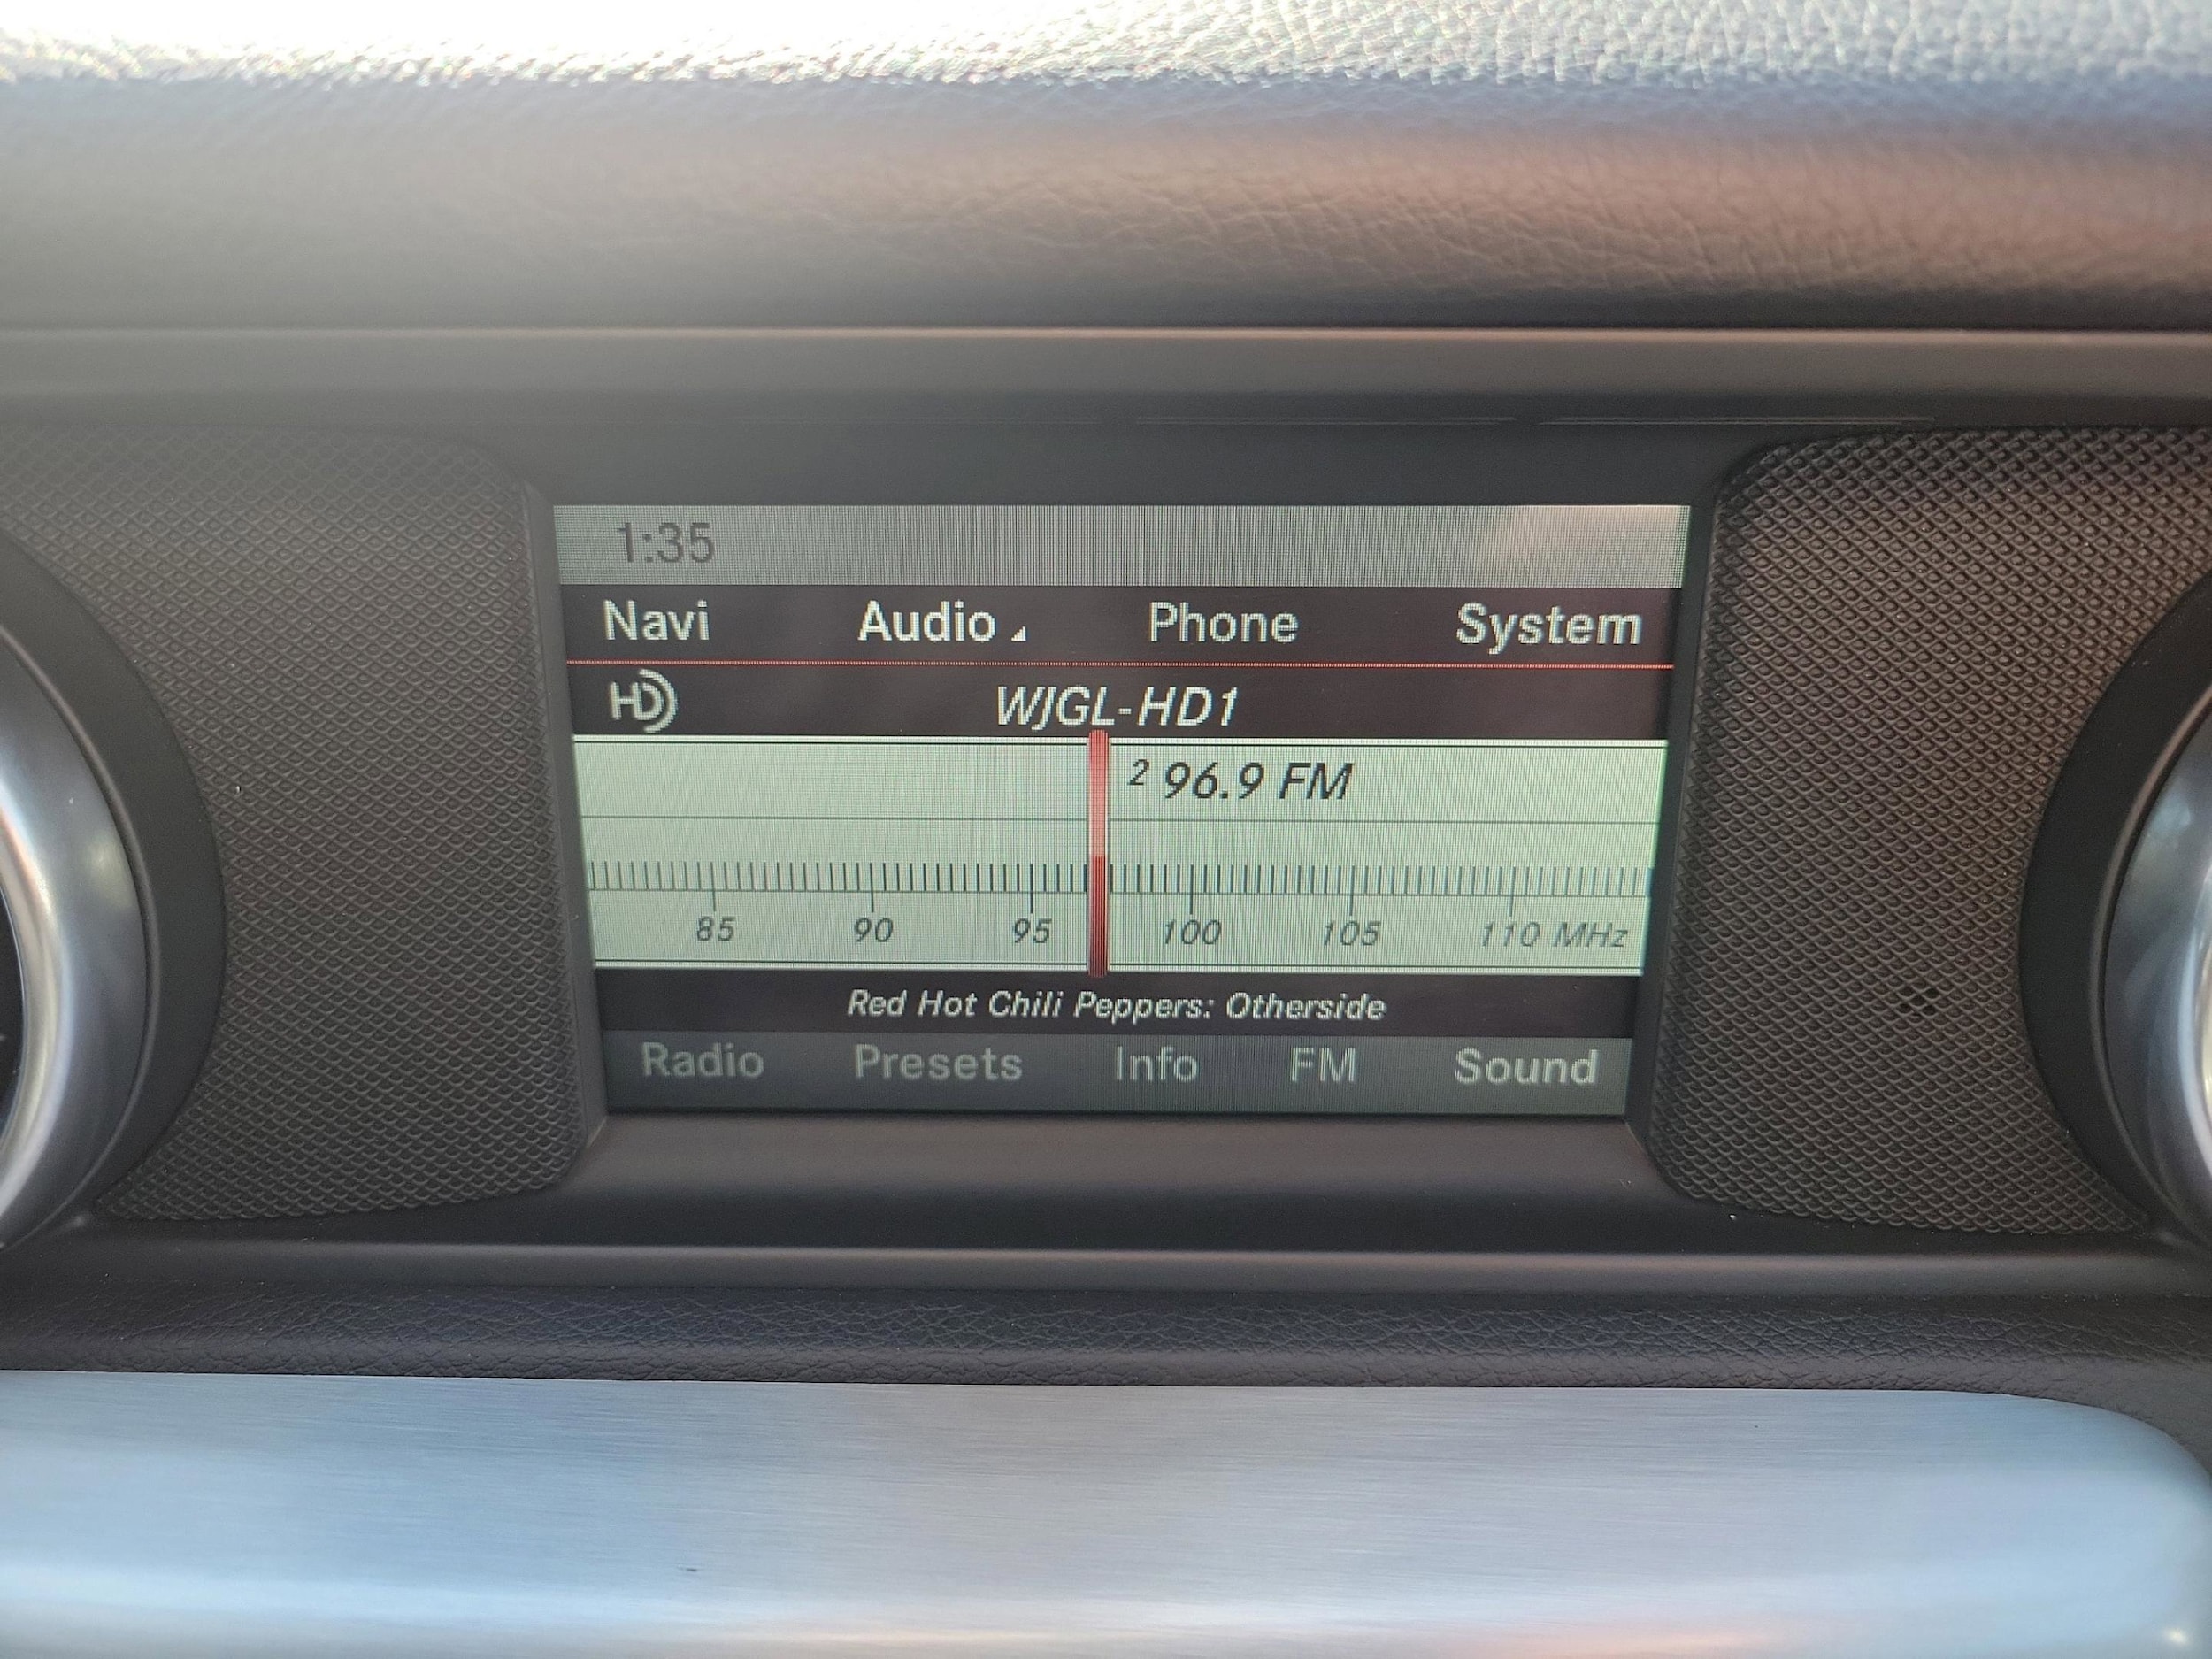 1:35
Navi Audio Phone System
HD WJGL-HD1
2 96.9 FM
85 90 95 100 105 110 MHz
Red Hot Chili Peppers: Otherside
Radio Presets Info FM Sound